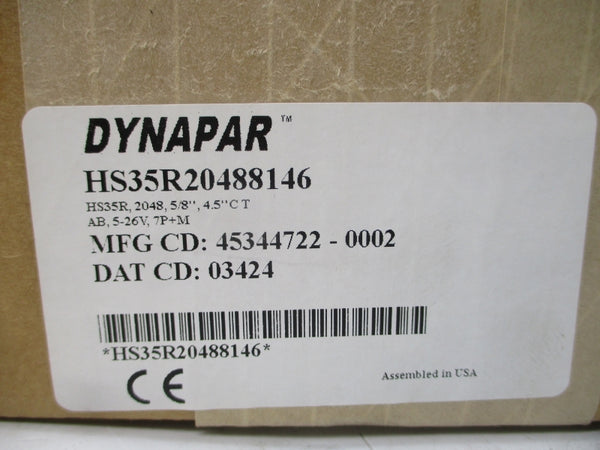 DYNAPAR™
HS35R20488146
HS35R, 2048, 5/8'', 4.5''C T
AB, 5-26V, 7P+M
MFG CD: 45344722 - 0002
DAT CD: 03424
*HS35R20488146*
CE
Assembled in USA